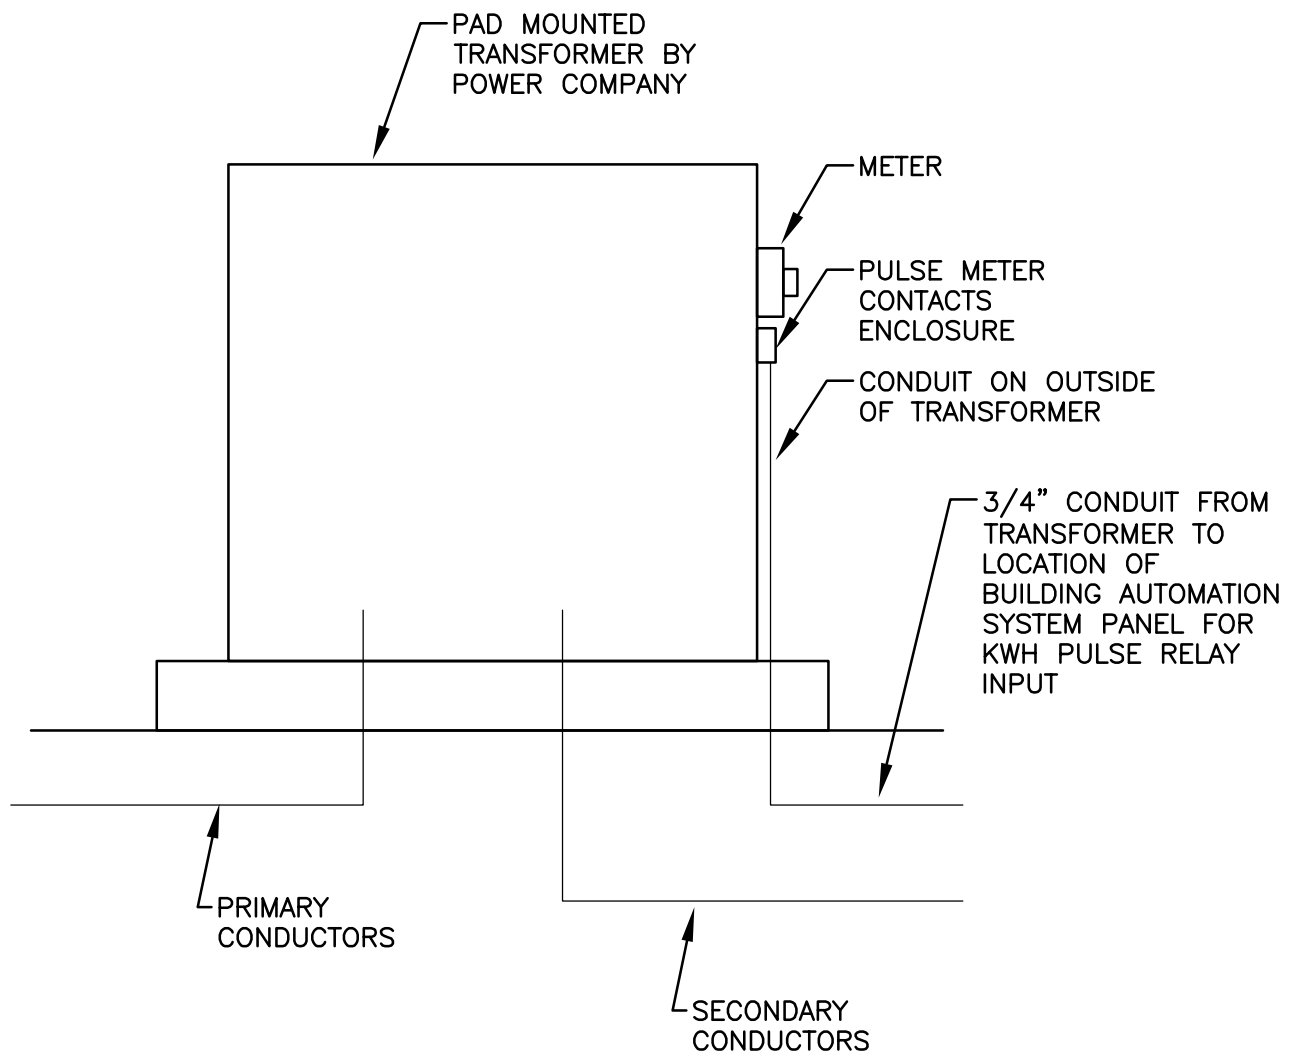 PAD MOUNTED
TRANSFORMER BY
POWER COMPANY
METER
PULSE METER
CONTACTS
ENCLOSURE
CONDUIT ON OUTSIDE
OF TRANSFORMER
3/4" CONDUIT FROM
TRANSFORMER TO
LOCATION OF
BUILDING AUTOMATION
SYSTEM PANEL FOR
KWH PULSE RELAY
INPUT
PRIMARY
CONDUCTORS
SECONDARY
CONDUCTORS